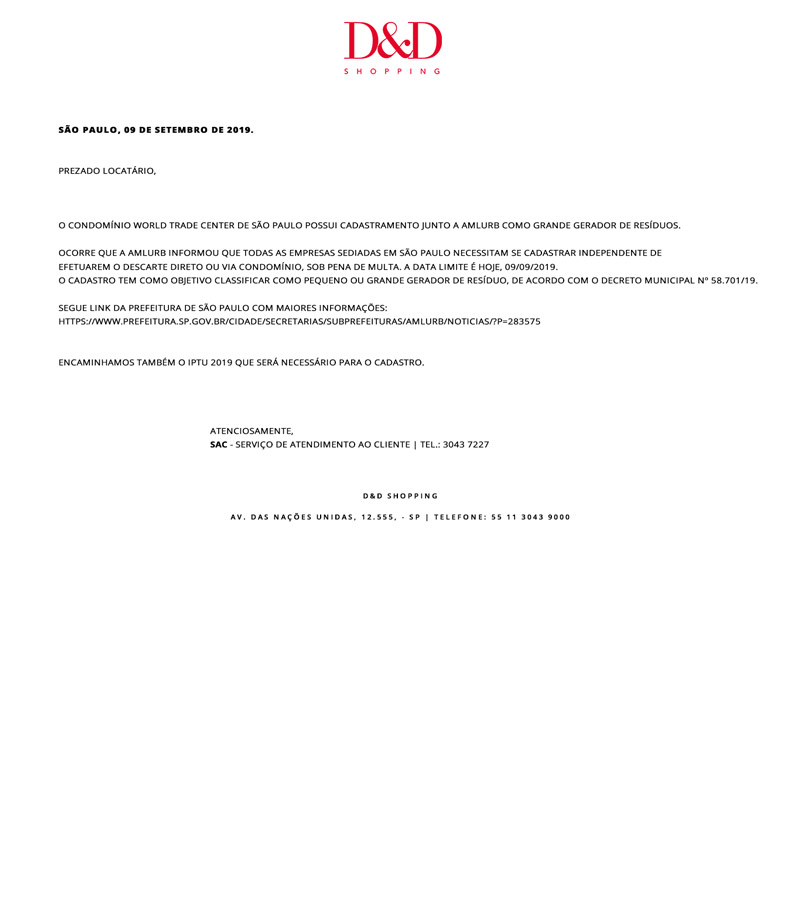 D&D
SHOPPING
SÃO PAULO, 09 DE SETEMBRO DE 2019.
PREZADO LOCATÁRIO,
O CONDOMÍNIO WORLD TRADE CENTER DE SÃO PAULO POSSUI CADASTRAMENTO JUNTO A AMLURB COMO GRANDE GERADOR DE RESÍDUOS.
OCORRE QUE A AMLURB INFORMOU QUE TODAS AS EMPRESAS SEDIADAS EM SÃO PAULO NECESSITAM SE CADASTRAR INDEPENDENTE DE
EFETUAREM O DESCARTE DIRETO OU VIA CONDOMÍNIO, SOB PENA DE MULTA. A DATA LIMITE É HOJE, 09/09/2019.
O CADASTRO TEM COMO OBJETIVO CLASSIFICAR COMO PEQUENO OU GRANDE GERADOR DE RESÍDUO, DE ACORDO COM O DECRETO MUNICIPAL Nº 58.701/19.
SEGUE LINK DA PREFEITURA DE SÃO PAULO COM MAIORES INFORMAÇÕES:
HTTPS://WWW.PREFEITURA.SP.GOV.BR/CIDADE/SECRETARIAS/SUBPREFEITURAS/AMLURB/NOTICIAS/?P=283575
ENCAMINHAMOS TAMBÉM O IPTU 2019 QUE SERÁ NECESSÁRIO PARA O CADASTRO.
ATENCIOSAMENTE,
SAC - SERVIÇO DE ATENDIMENTO AO CLIENTE | TEL.: 3043 7227
D&D SHOPPING
AV. DAS NAÇÕES UNIDAS, 12.555, - SP | TELEFONE: 55 11 3043 9000